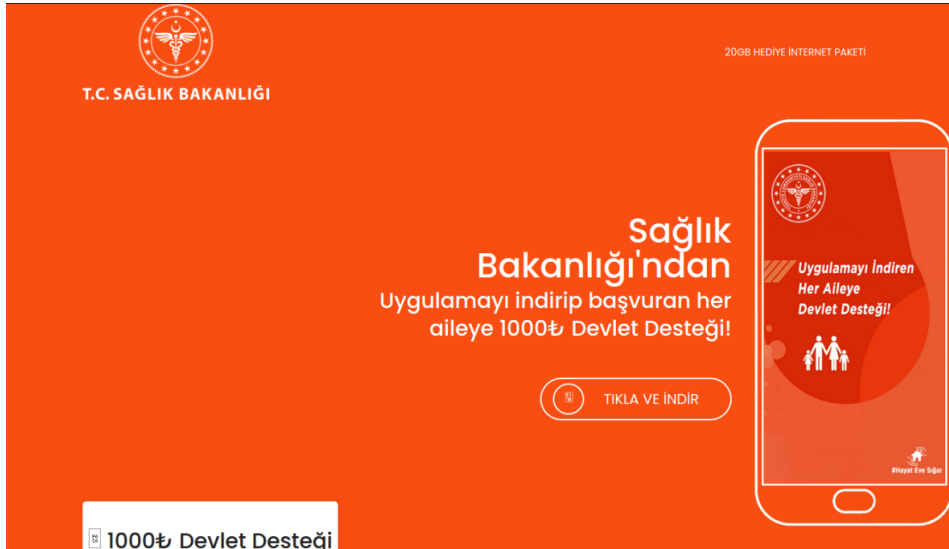 T.C. SAĞLIK BAKANLIĞI
20GB HEDİYE İNTERNET PAKETİ
Sağlık
Bakanlığı'ndan
Uygulamayı indirip başvuran her
aileye 1000₺ Devlet Desteği!
TIKLA VE İNDİR
Uygulamayı İndiren
Her Aileye
Devlet Desteği!
#Hayat Eve Sığar
1000₺ Devlet Desteği